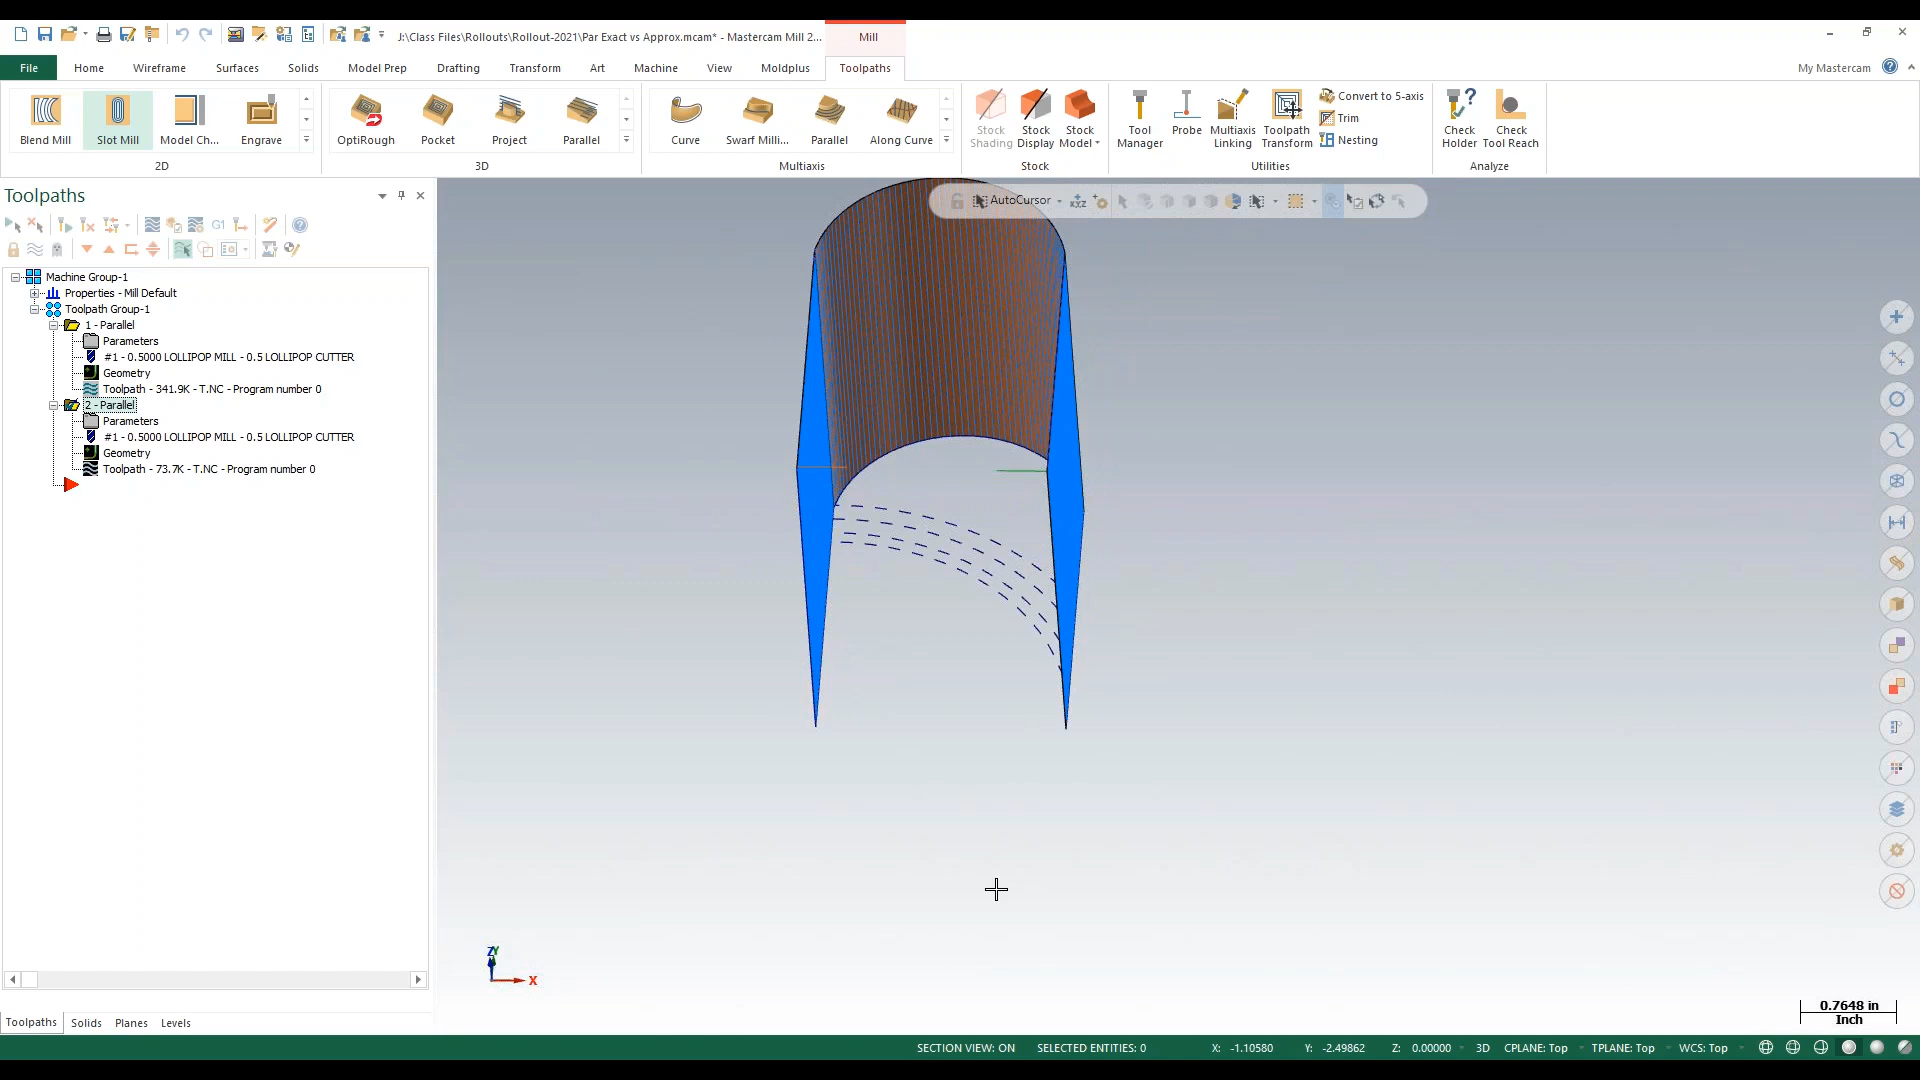 J:\Class Files\Rollouts\Rollout-2021\Par Exact vs Approx.mcam* - Mastercam Mill 2...
Mill
File Home Wireframe Surfaces Solids Model Prep Drafting Transform Art Machine View Moldplus Toolpaths My Mastercam
Blend Mill Slot Mill Model Ch... Engrave
2D
OptiRough Pocket Project Parallel
3D
Curve Swarf Milli... Parallel Along Curve
Multiaxis
Stock Shading
Stock Display
Stock Model
Stock
Tool Manager
Probe
Multiaxis Linking
Toolpath Transform
Convert to 5-axis
Trim
Nesting
Utilities
Check Holder
Check Tool Reach
Analyze
Toolpaths
AutoCursor
G1
Machine Group-1
Properties - Mill Default
Toolpath Group-1
1 - Parallel
Parameters
#1 - 0.5000 LOLLIPOP MILL - 0.5 LOLLIPOP CUTTER
Geometry
Toolpath - 341.9K - T.NC - Program number 0
2 - Parallel
Parameters
#1 - 0.5000 LOLLIPOP MILL - 0.5 LOLLIPOP CUTTER
Geometry
Toolpath - 73.7K - T.NC - Program number 0
X
0.7648 in
Inch
Toolpaths Solids Planes Levels
SECTION VIEW: ON SELECTED ENTITIES: 0 X: -1.10580 Y: -2.49862 Z: 0.00000 3D CPLANE: Top TPLANE: Top WCS: Top